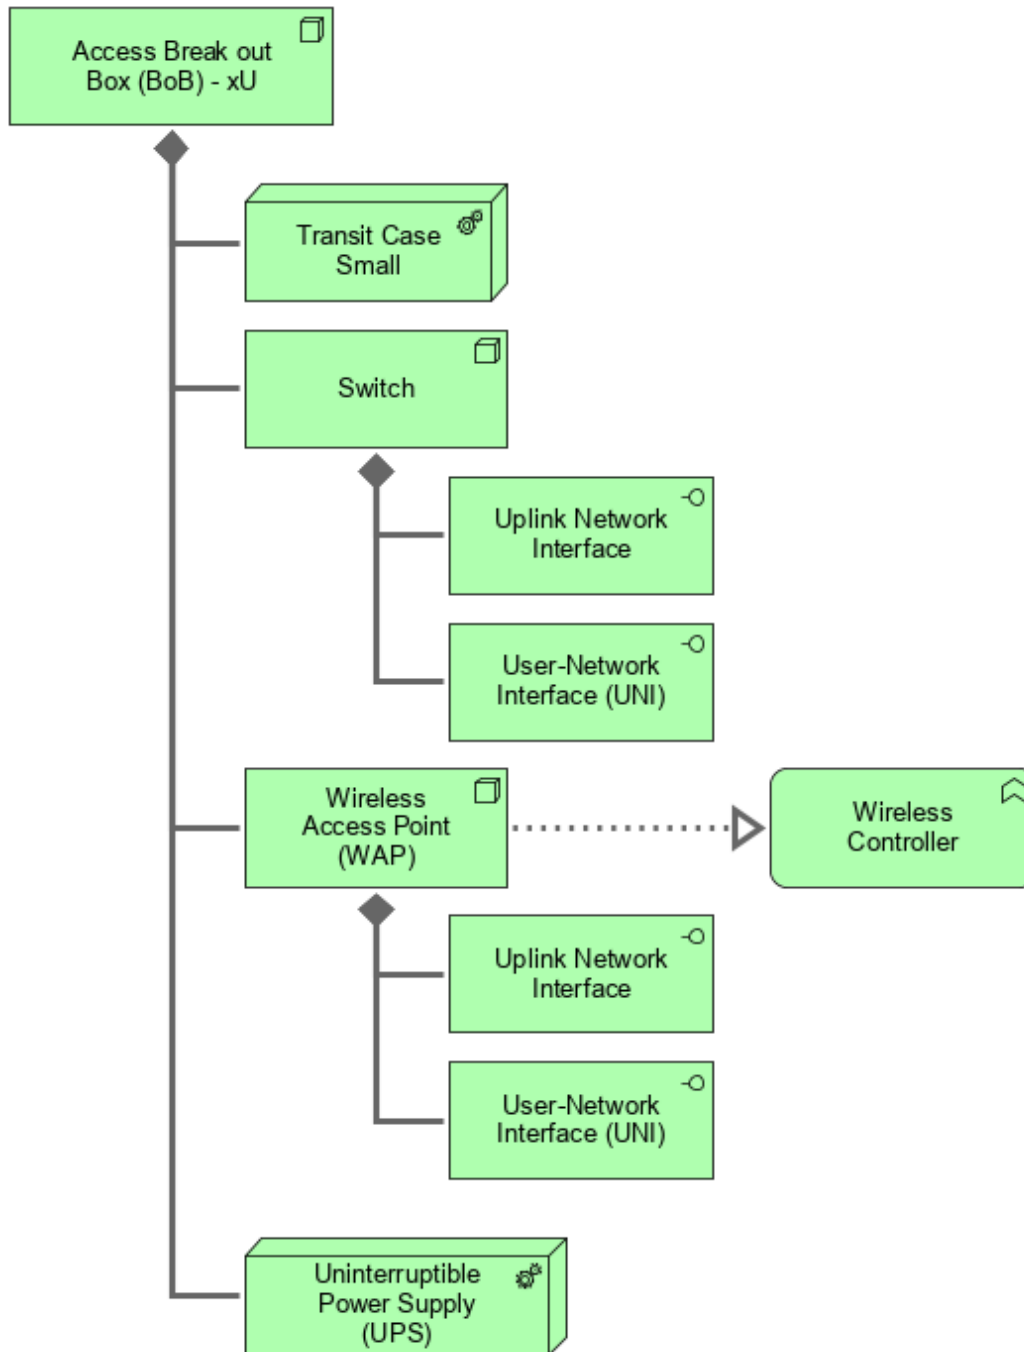 Access Break out
Box (BoB) - xU
Transit Case
Small
Switch
Uplink Network
Interface
User-Network
Interface (UNI)
Wireless
Access Point
(WAP)
Wireless
Controller
Uplink Network
Interface
User-Network
Interface (UNI)
Uninterruptible
Power Supply
(UPS)